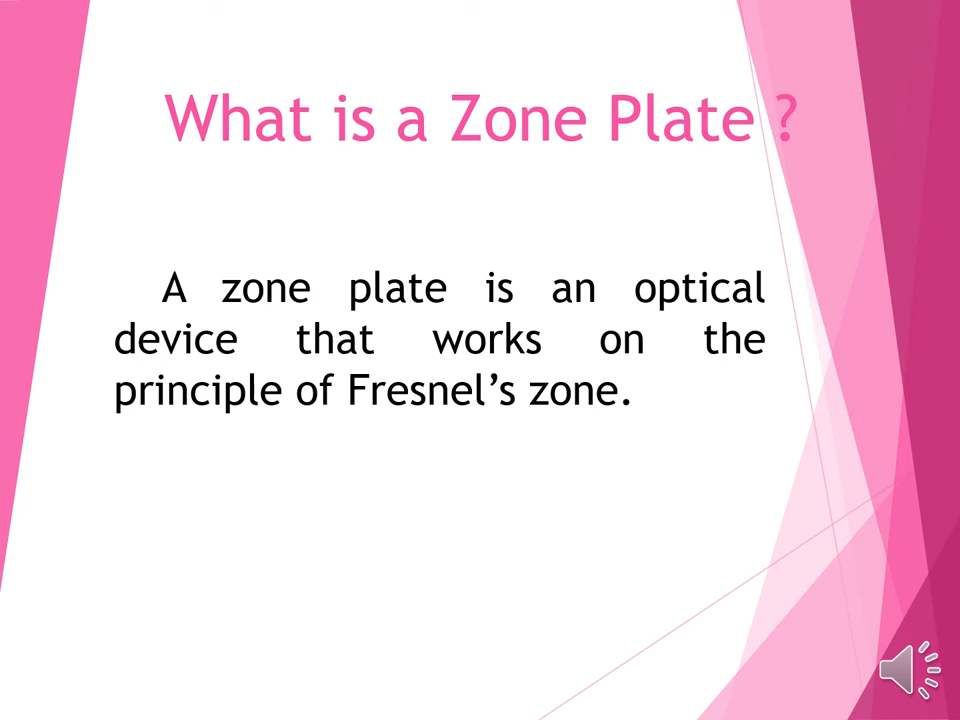 What is a Zone Plate ?
A zone plate is an optical
device that works on the
principle of Fresnel’s zone.